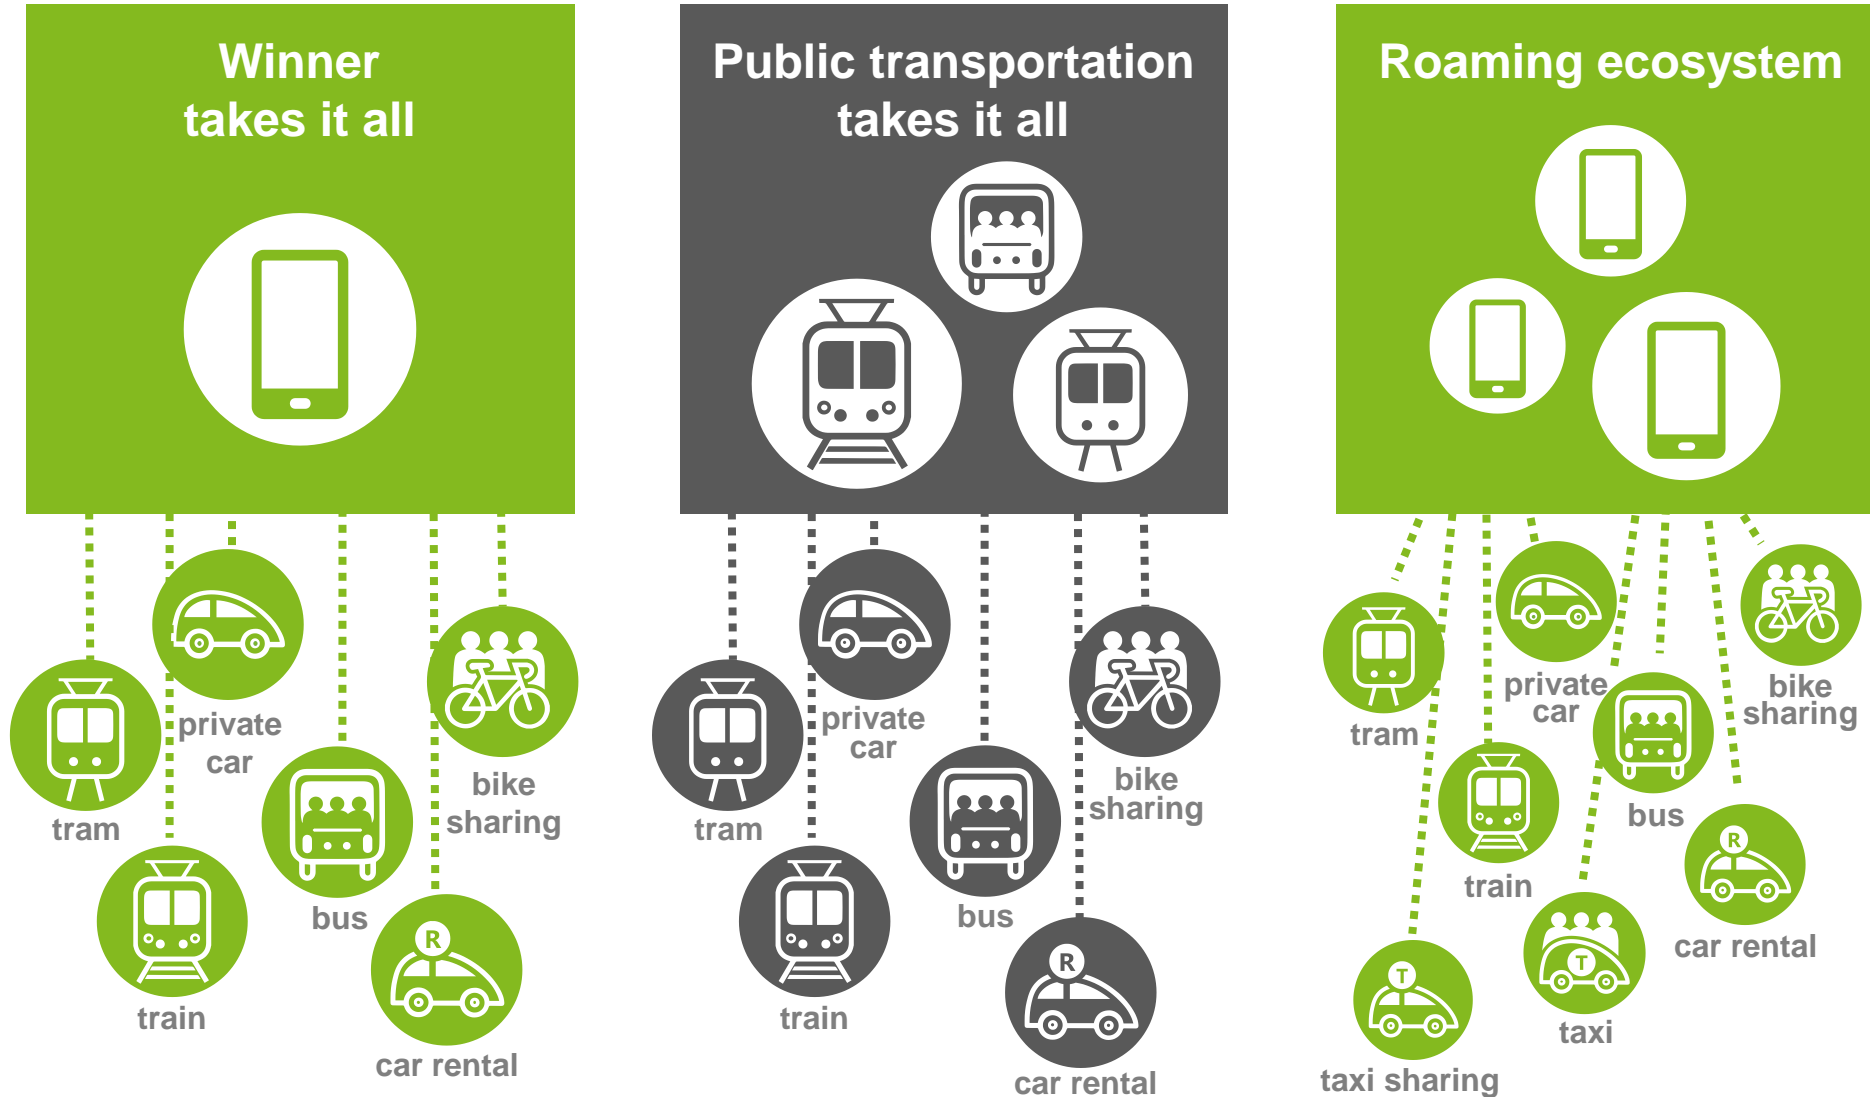 Winner
takes it all
private
car
tram
bike
sharing
bus
R
train
car rental
Public transportation
takes it all
private
car
tram
bike
sharing
bus
R
train
car rental
Roaming ecosystem
private
car
bike
sharing
tram
bus
R
train
car rental
T
T
taxi
taxi sharing